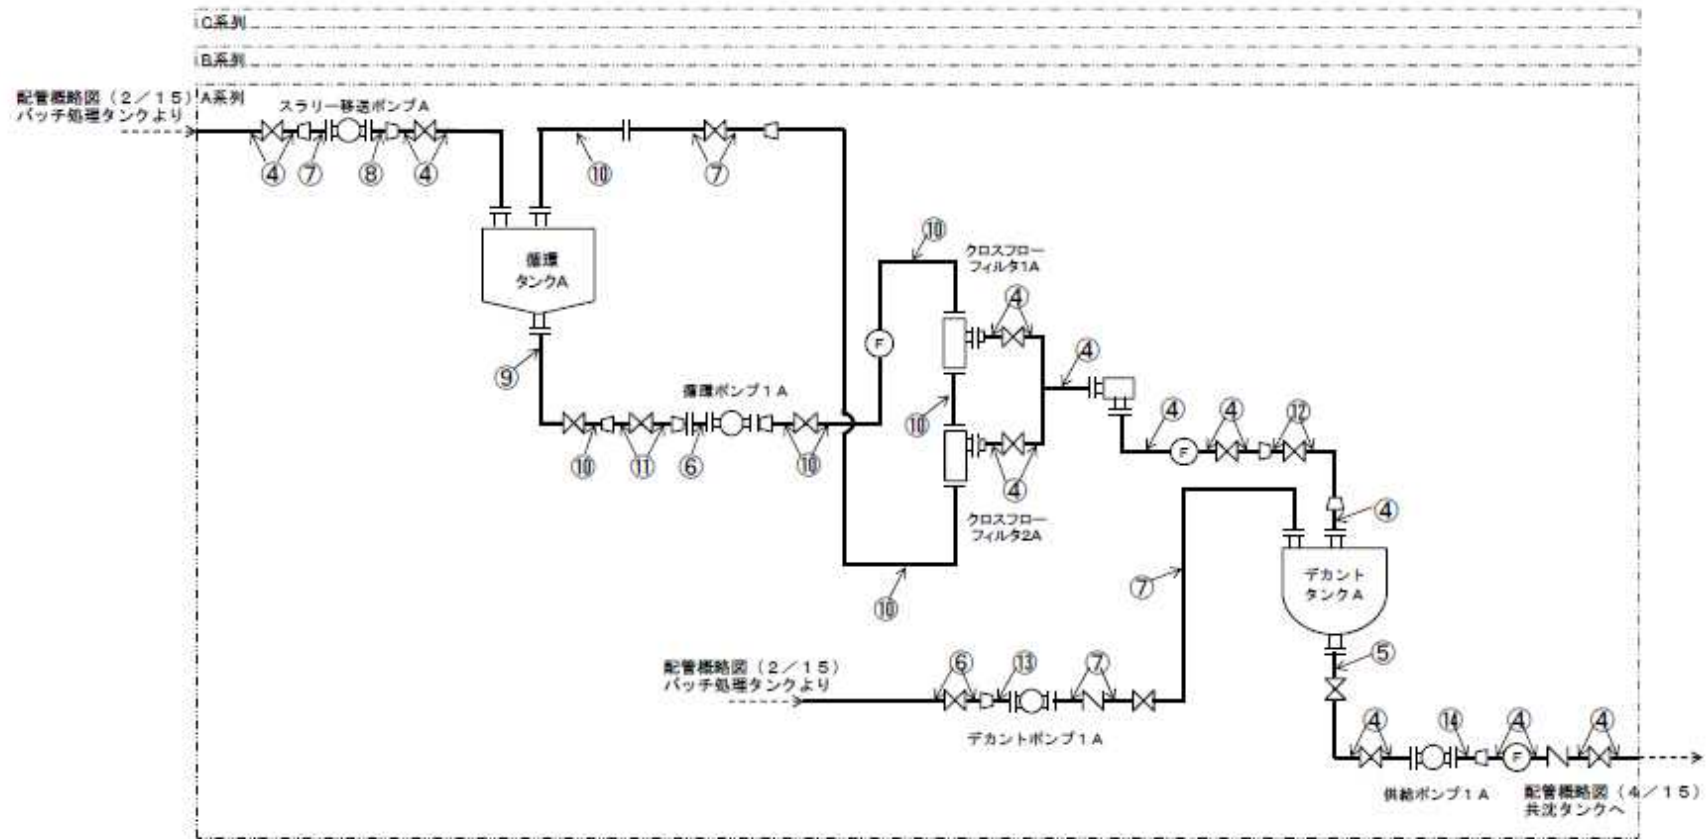 C系列
B系列
A系列
配管概略図(2/15)
バッチ処理タンクより
スラリー移送ポンプA
④
⑦
⑧
④
⑩
⑦
循環
タンクA
⑩
クロスフロー
フィルタ1A
④
④
⑨
循環ポンプ1A
⑩
④
④
⑫
⑩
⑪
⑥
⑩
④
クロスフロー
フィルタ2A
④
⑩
⑦
デカント
タンクA
配管概略図(2/15)
バッチ処理タンクより
⑥
⑬
⑦
⑤
デカントポンプ1A
④
⑭
④
④
F
F
F
供給ポンプ1A
配管概略図(4/15)
共沈タンクへ